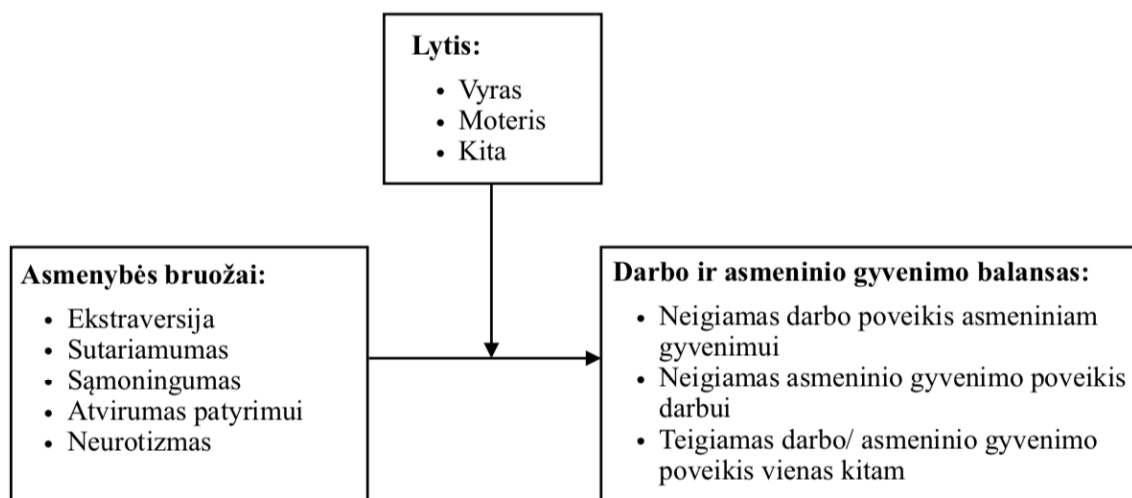 Lytis:
• Vyras
• Moteris
• Kita
Asmenybės bruožai:
• Ekstraversija
• Sutariamumas
• Sąmoningumas
• Atvirumas patyrimui
• Neurotizmas
Darbo ir asmeninio gyvenimo balansas:
• Neigiamas darbo poveikis asmeniniam
gyvenimui
• Neigiamas asmeninio gyvenimo poveikis
darbui
• Teigiamas darbo/ asmeninio gyvenimo
poveikis vienas kitam